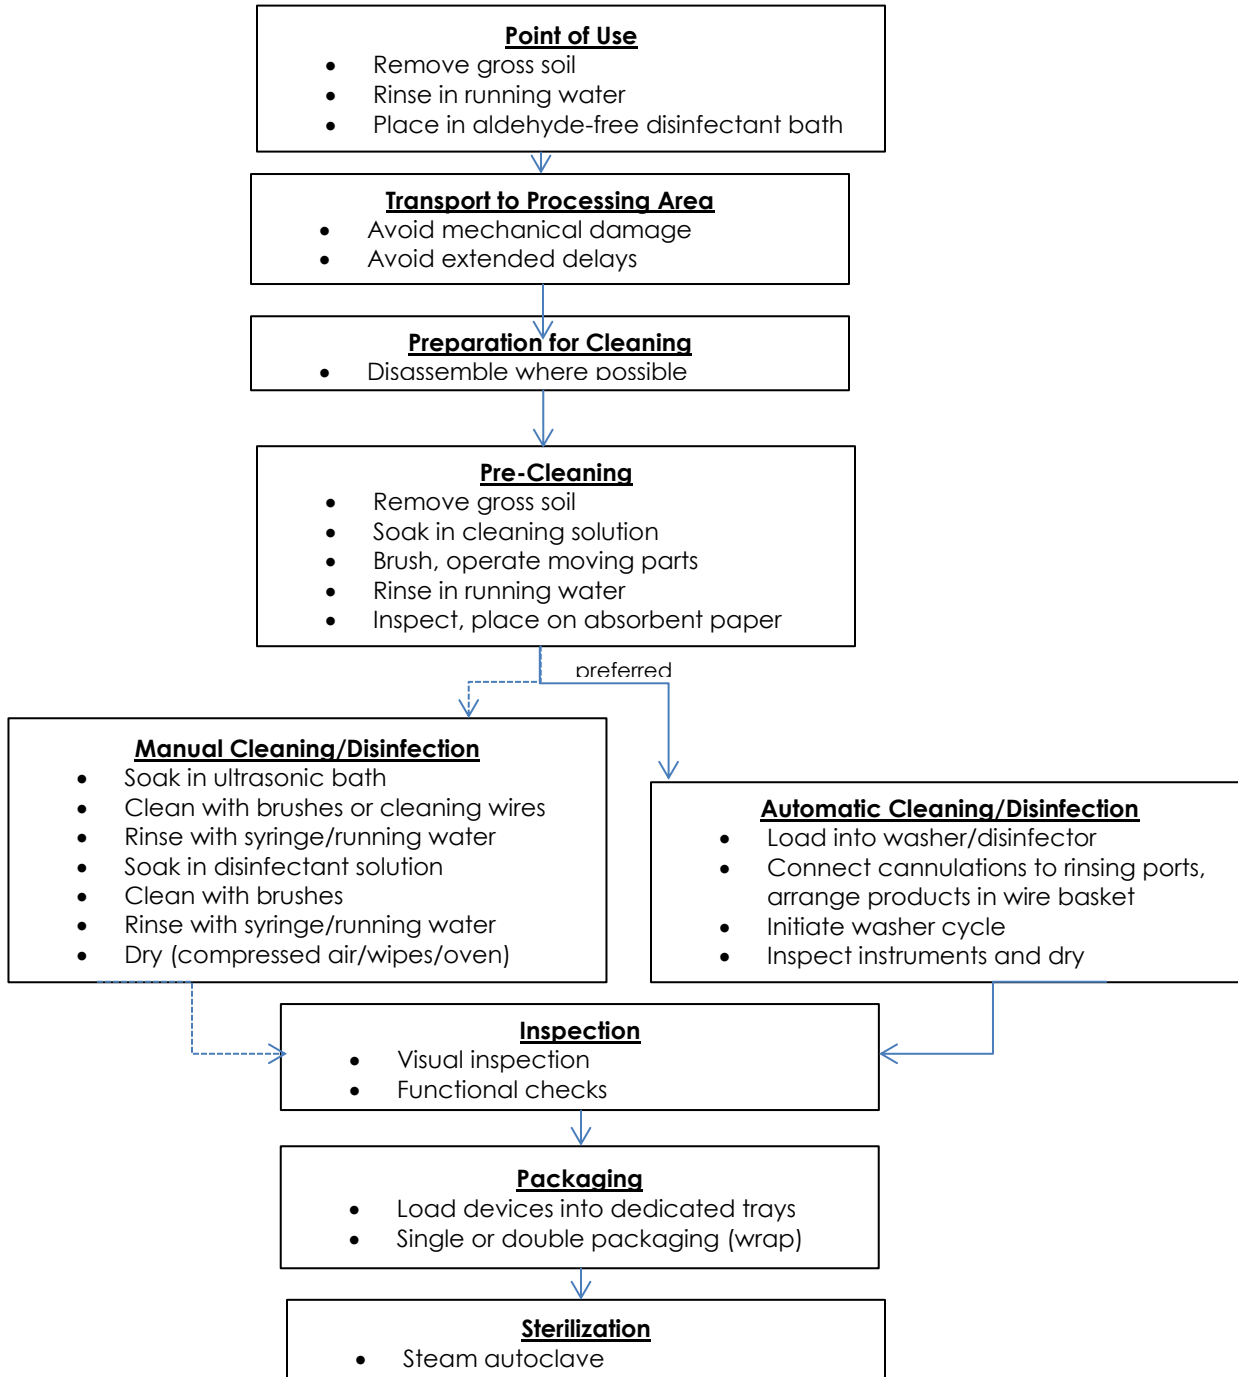 Point of Use
• Remove gross soil
• Rinse in running water
• Place in aldehyde-free disinfectant bath
Transport to Processing Area
• Avoid mechanical damage
• Avoid extended delays
Preparation for Cleaning
• Disassemble where possible
Pre-Cleaning
• Remove gross soil
• Soak in cleaning solution
• Brush, operate moving parts
• Rinse in running water
• Inspect, place on absorbent paper
preferred
Manual Cleaning/Disinfection
• Soak in ultrasonic bath
• Clean with brushes or cleaning wires
• Rinse with syringe/running water
• Soak in disinfectant solution
• Clean with brushes
• Rinse with syringe/running water
• Dry (compressed air/wipes/oven)
Automatic Cleaning/Disinfection
• Load into washer/disinfector
• Connect cannulations to rinsing ports,
arrange products in wire basket
• Initiate washer cycle
• Inspect instruments and dry
Inspection
• Visual inspection
• Functional checks
Packaging
• Load devices into dedicated trays
• Single or double packaging (wrap)
Sterilization
• Steam autoclave